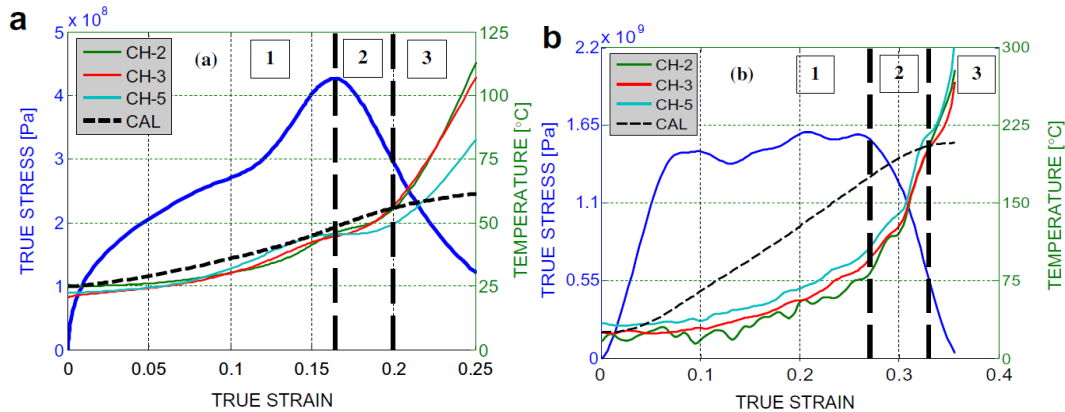 a
5 x 10⁸
125
CH-2
CH-3
CH-5
CAL
(a)
1
2
3
4
100
3
75
2
50
1
25
0
0
0
0.05
0.1
0.15
0.2
0.25
TRUE STRESS [Pa]
TEMPERATURE [°C]
TRUE STRAIN
b
x 10⁹
2.2
300
CH-2
CH-3
CH-5
CAL
(b)
1
2
3
1.65
225
1.1
150
0.55
75
0
0
0
0.1
0.2
0.3
0.4
TRUE STRESS [Pa]
TEMPERATURE [°C]
TRUE STRAIN